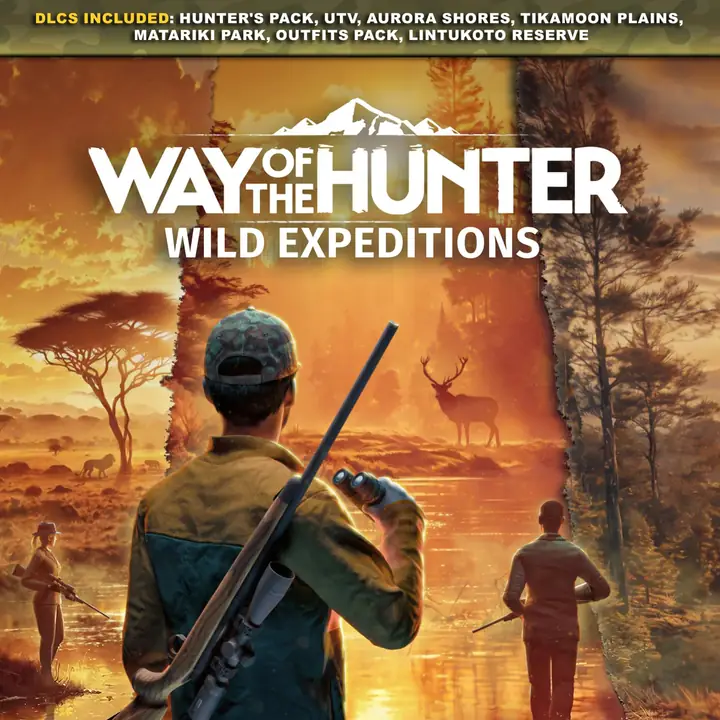 DLCS INCLUDED: HUNTER'S PACK, UTV, AURORA SHORES, TIKAMOON PLAINS,
MATARIKI PARK, OUTFITS PACK, LINTUKOTO RESERVE
WAY OF THE HUNTER
WILD EXPEDITIONS